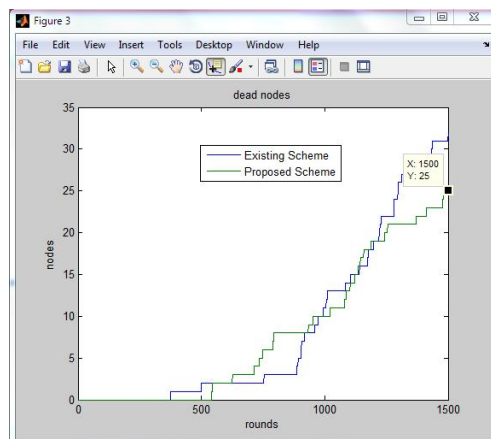 Figure 3
File Edit View Insert Tools Desktop Window Help
dead nodes
35
30
25
20
15
10
5
0
nodes
Existing Scheme
Proposed Scheme
X: 1500
Y: 25
0 500 1000 1500
rounds